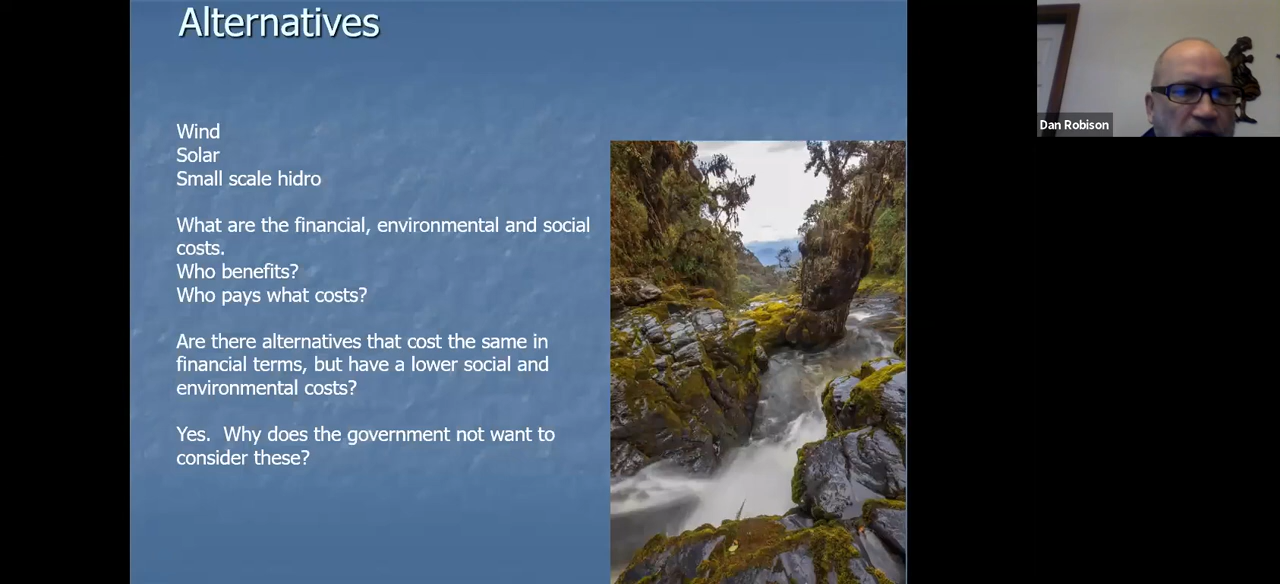 Alternatives
Wind
Solar
Small scale hidro
What are the financial, environmental and social
costs.
Who benefits?
Who pays what costs?
Are there alternatives that cost the same in
financial terms, but have a lower social and
environmental costs?
Yes.  Why does the government not want to
consider these?
Dan Robison